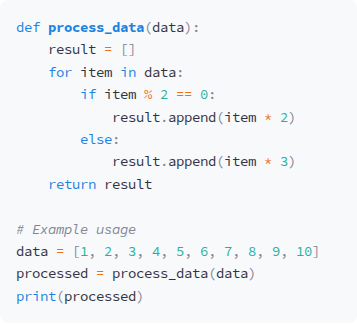 def process_data(data):
    result = []
    for item in data:
        if item % 2 == 0:
            result.append(item * 2)
        else:
            result.append(item * 3)
    return result

# Example usage
data = [1, 2, 3, 4, 5, 6, 7, 8, 9, 10]
processed = process_data(data)
print(processed)